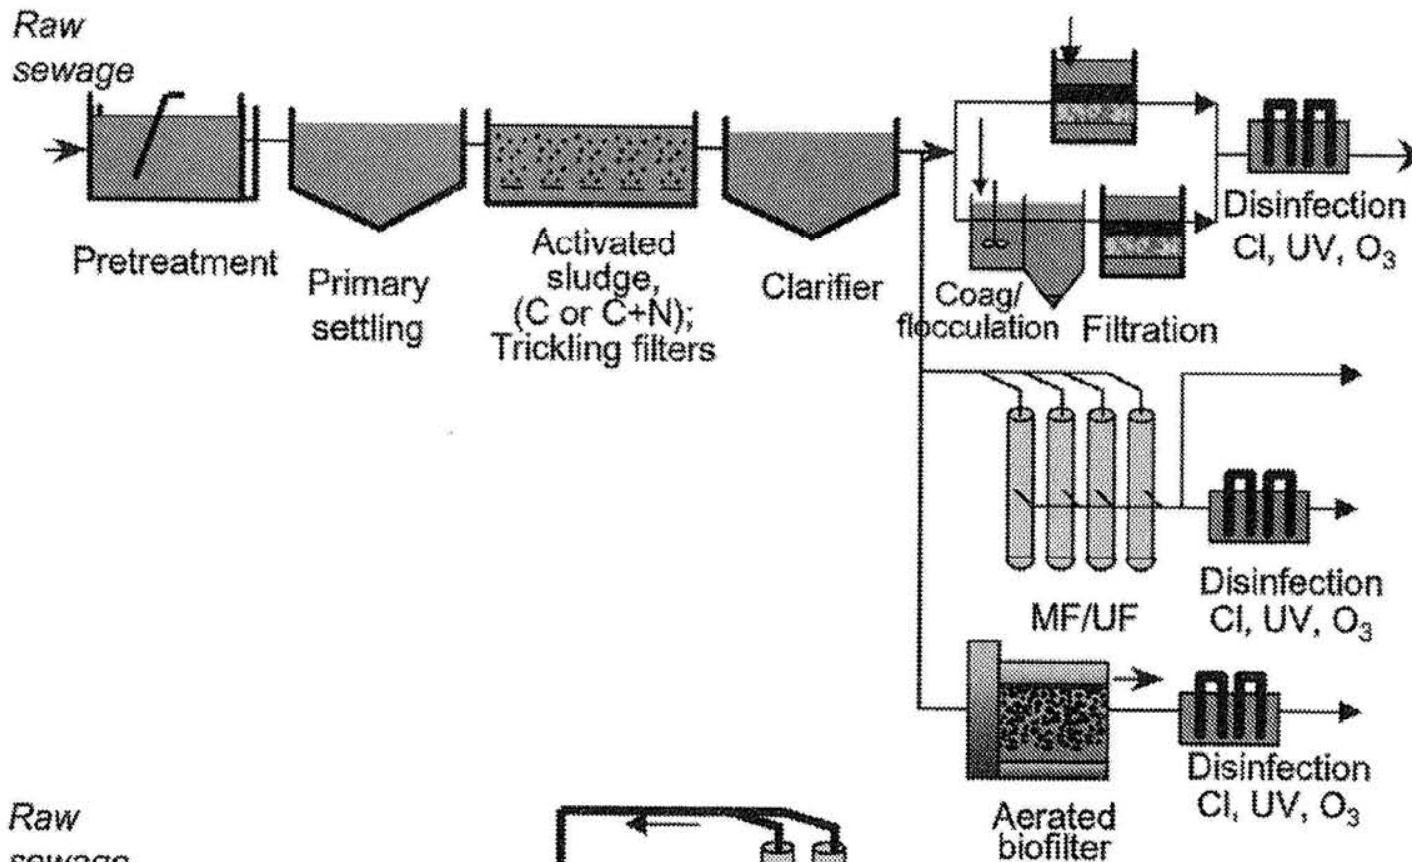 Raw
sewage
Pretreatment
Primary
settling
Activated
sludge,
(C or C+N);
Trickling filters
Clarifier
Coag/
flocculation
Filtration
Disinfection
Cl, UV, O₃
MF/UF
Disinfection
Cl, UV, O₃
Aerated
biofilter
Disinfection
Cl, UV, O₃
Raw
sewage